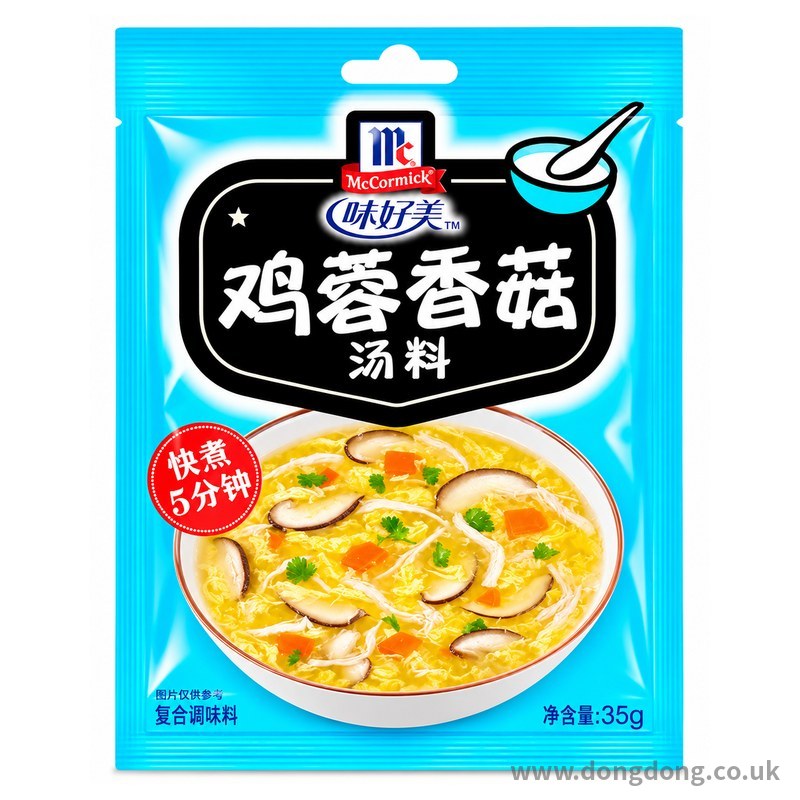 Mc
McCormick®
味好美™
鸡蓉香菇
汤料
快煮
5分钟
图片仅供参考
复合调味料
净含量:35g
www.dongdong.co.uk